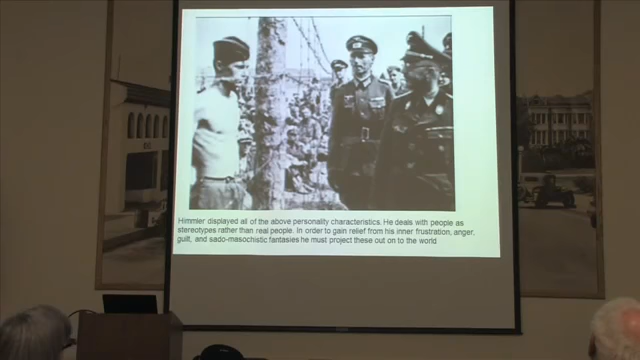 Himmler displayed all of the above personality characteristics. He deals with people as
stereotypes rather than real people. In order to gain relief from his inner frustration, anger,
guilt, and sado-masochistic fantasies he must project these out on to the world